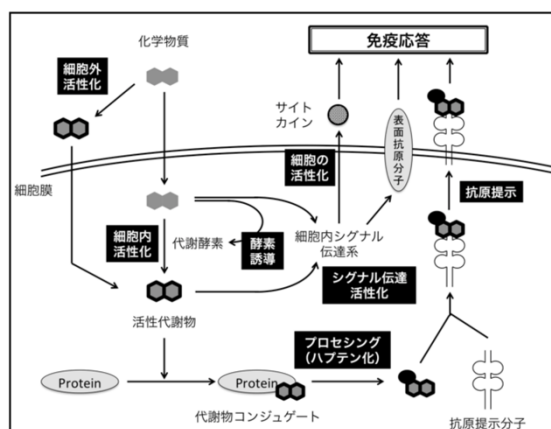 化学物質
免疫応答
細胞外
活性化
サイト
カイン
表面抗原分子
細胞の
活性化
細胞膜
抗原提示
細胞内
活性化
代謝酵素
酵素
誘導
細胞内シグナル
伝達系
シグナル伝達
活性化
活性代謝物
プロセシング
(ハプテン化)
Protein
Protein
代謝物コンジュゲート
抗原提示分子